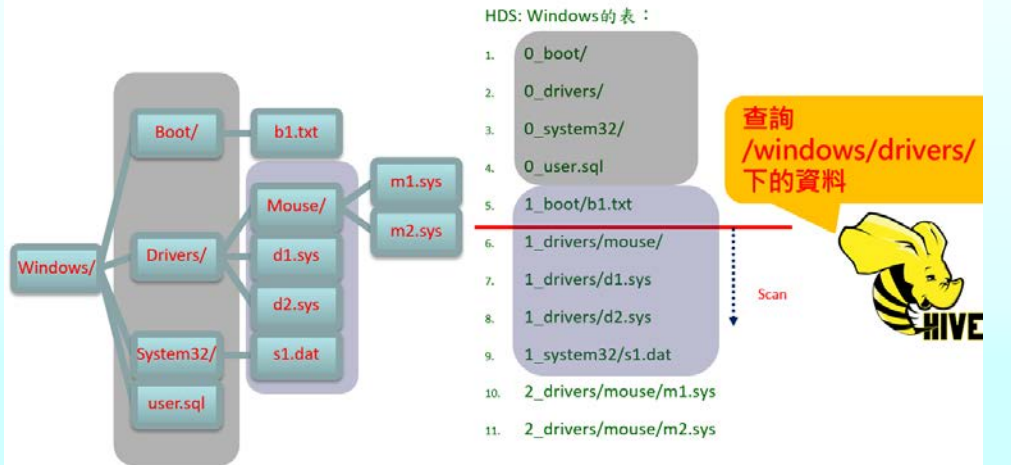 Windows/
Boot/
b1.txt
Drivers/
Mouse/
m1.sys
m2.sys
d1.sys
d2.sys
System32/
s1.dat
user.sql
HDS: Windows的表：
1. 0_boot/
2. 0_drivers/
3. 0_system32/
4. 0_user.sql
5. 1_boot/b1.txt
6. 1_drivers/mouse/
7. 1_drivers/d1.sys
8. 1_drivers/d2.sys
9. 1_system32/s1.dat
10. 2_drivers/mouse/m1.sys
11. 2_drivers/mouse/m2.sys
Scan
查詢
/windows/drivers/
下的資料
HIVE